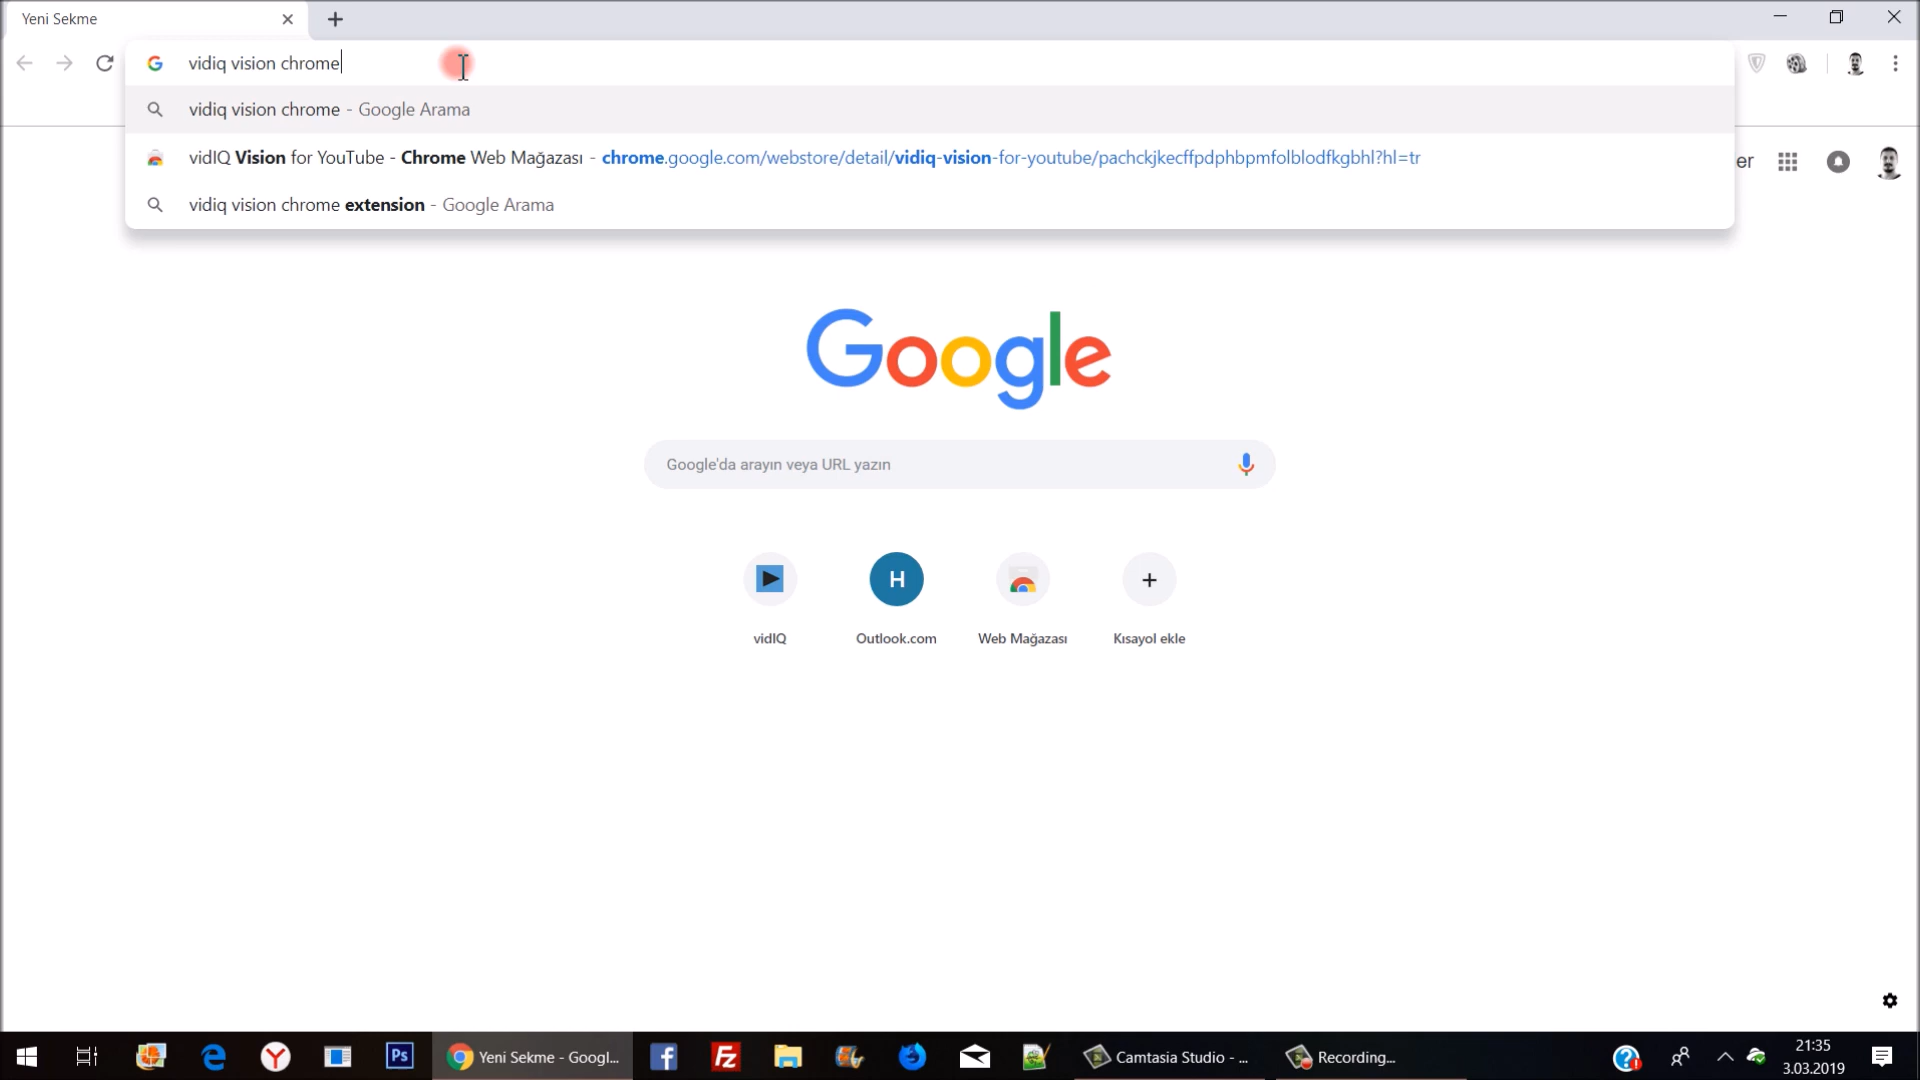 Yeni Sekme
vidiq vision chrome
vidiq vision chrome - Google Arama
vidIQ Vision for YouTube - Chrome Web Mağazası - chrome.google.com/webstore/detail/vidiq-vision-for-youtube/pachckjkecffpdphbpmfolblodfkgbhl?hl=tr
er
vidiq vision chrome extension - Google Arama
Google
Google'da arayın veya URL yazın
H
vidIQ
Outlook.com
Web Mağazası
Kısayol ekle
Ps
Yeni Sekme - Googl...
Fz
Camtasia Studio - ...
Recording...
21:35
3.03.2019